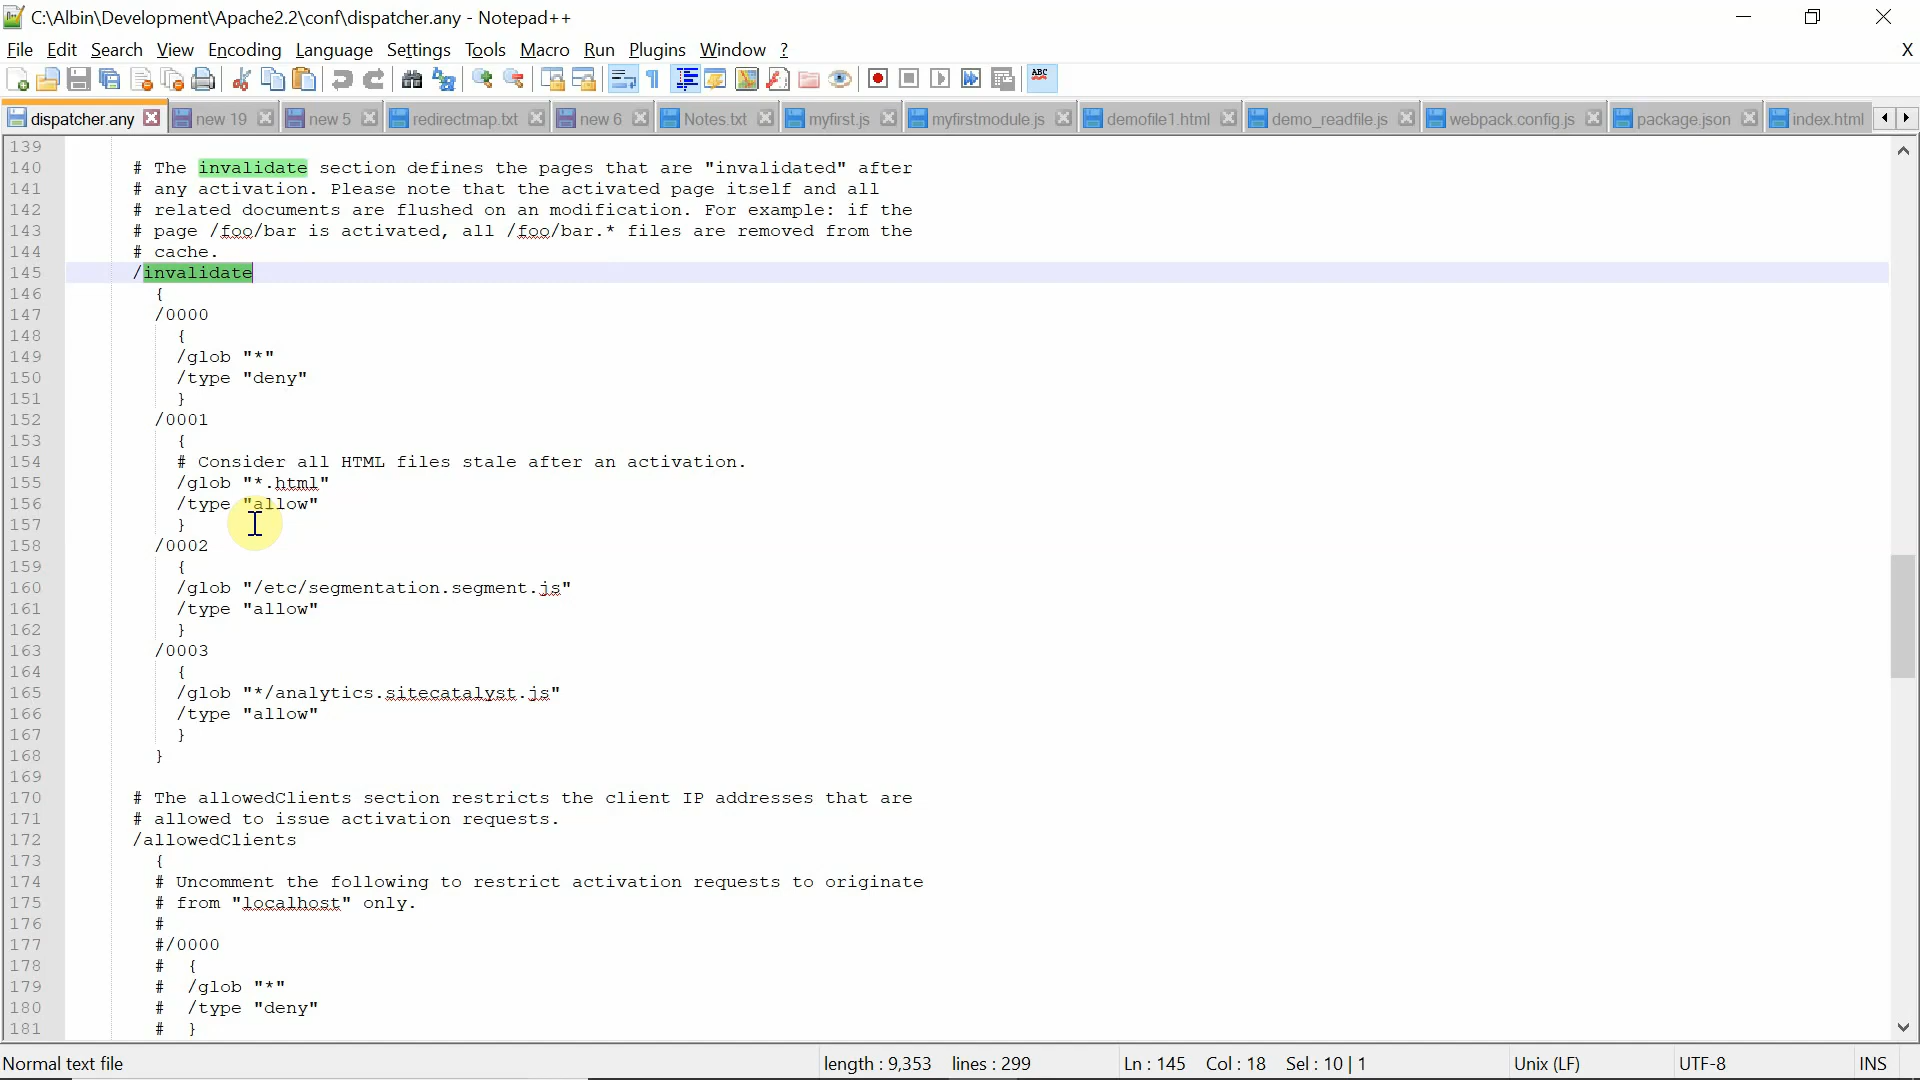 C:\Albin\Development\Apache2.2\conf\dispatcher.any - Notepad++
File Edit Search View Encoding Language Settings Tools Macro Run Plugins Window ? X
ABC
dispatcher.any new 19 new 5 redirectmap.txt new 6 Notes.txt myfirst.js myfirstmodule.js demofile1.html demo_readfile.js webpack.config.js package.json index.html
139
140 # The invalidate section defines the pages that are "invalidated" after
141 # any activation. Please note that the activated page itself and all
142 # related documents are flushed on an modification. For example: if the
143 # page /foo/bar is activated, all /foo/bar.* files are removed from the
144 # cache.
145 /invalidate
146 {
147 /0000
148 {
149 /glob "*"
150 /type "deny"
151 }
152 /0001
153 {
154 # Consider all HTML files stale after an activation.
155 /glob "*.html"
156 /type "allow"
157 }
158 /0002
159 {
160 /glob "/etc/segmentation.segment.js"
161 /type "allow"
162 }
163 /0003
164 {
165 /glob "*/analytics.sitecatalyst.js"
166 /type "allow"
167 }
168 }
169
170 # The allowedClients section restricts the client IP addresses that are
171 # allowed to issue activation requests.
172 /allowedClients
173 {
174 # Uncomment the following to restrict activation requests to originate
175 # from "localhost" only.
176 #
177 #/0000
178 # {
179 # /glob "*"
180 # /type "deny"
181 # }
Normal text file length : 9,353 lines : 299 Ln : 145 Col : 18 Sel : 10 | 1 Unix (LF) UTF-8 INS